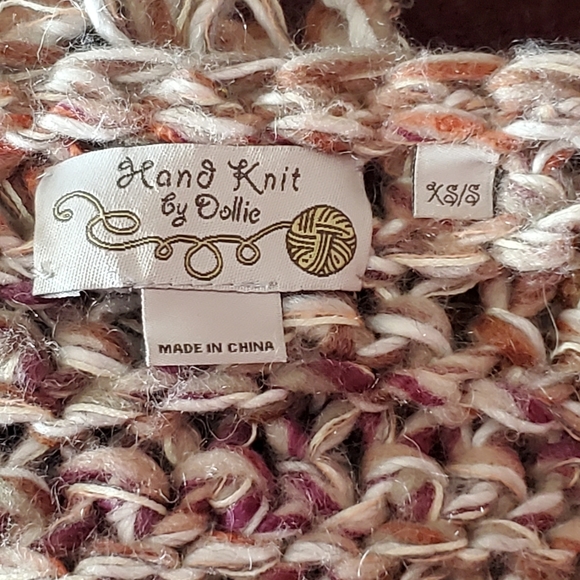 Hand Knit
by Dollie
XS/S
MADE IN CHINA